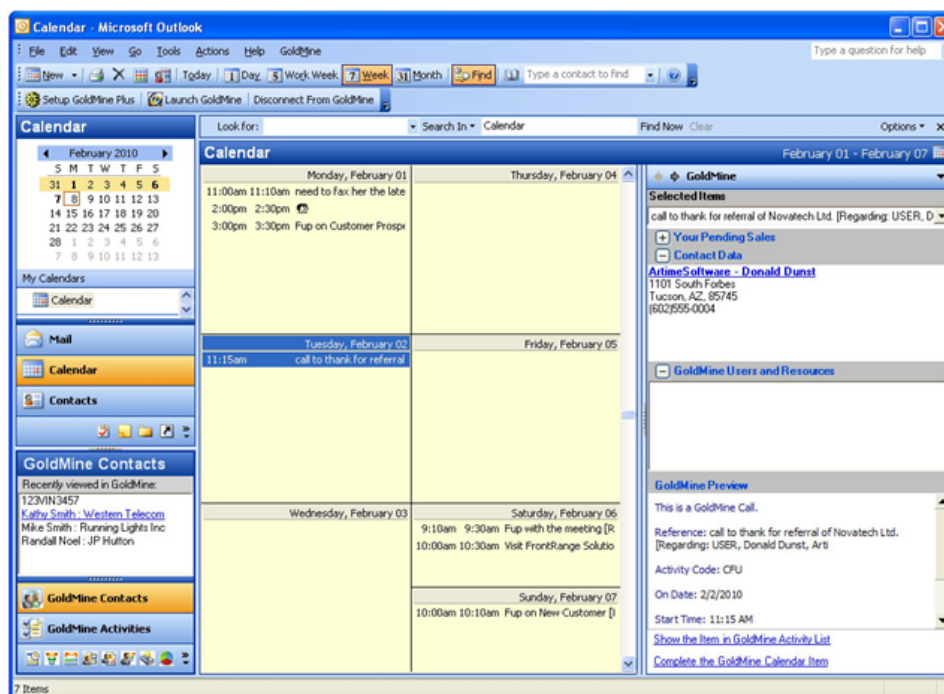 Calendar - Microsoft Outlook
File Edit View Go Tools Actions Help GoldMine
Type a question for help
New Today 1 Day 5 Work Week 7 Week 31 Month Find Type a contact to find
Setup GoldMine Plus Launch GoldMine Disconnect From GoldMine
Calendar
February 2010
S M T W T F S
31 1 2 3 4 5 6
7 8 9 10 11 12 13
14 15 16 17 18 19 20
21 22 23 24 25 26 27
28 1 2 3 4 5 6
7 8 9 10 11 12 13
My Calendars
Calendar
Mail
Calendar
Contacts
GoldMine Contacts
Recently viewed in GoldMine:
123VIN3457
Kathy Smith : Western Telecom
Mike Smith : Running Lights Inc
Randall Noel : JP Hutton
GoldMine Contacts
GoldMine Activities
7 Items
Look for: Search In Calendar Find Now Clear Options
Calendar February 01 - February 07
Monday, February 01
11:00am 11:10am need to fax her the late
2:00pm 2:30pm
3:00pm 3:30pm Fup on Customer Prospe
Tuesday, February 02
11:15am call to thank for referral
Wednesday, February 03
Thursday, February 04
Friday, February 05
Saturday, February 06
9:10am 9:30am Fup with the meeting [R
10:00am 10:30am Visit FrontRange Solutio
Sunday, February 07
10:00am 10:10am Fup on New Customer [
GoldMine
Selected Items
call to thank for referral of Novatech Ltd. [Regarding: USER, D
Your Pending Sales
Contact Data
ArtimeSoftware - Donald Dunst
1101 South Forbes
Tucson, AZ, 85745
(602)555-0004
GoldMine Users and Resources
GoldMine Preview
This is a GoldMine Call.
Reference: call to thank for referral of Novatech Ltd.
[Regarding: USER, Donald Dunst, Arti
Activity Code: CFU
On Date: 2/2/2010
Start Time: 11:15 AM
Show the Item in GoldMine Activity List
Complete the GoldMine Calendar Item